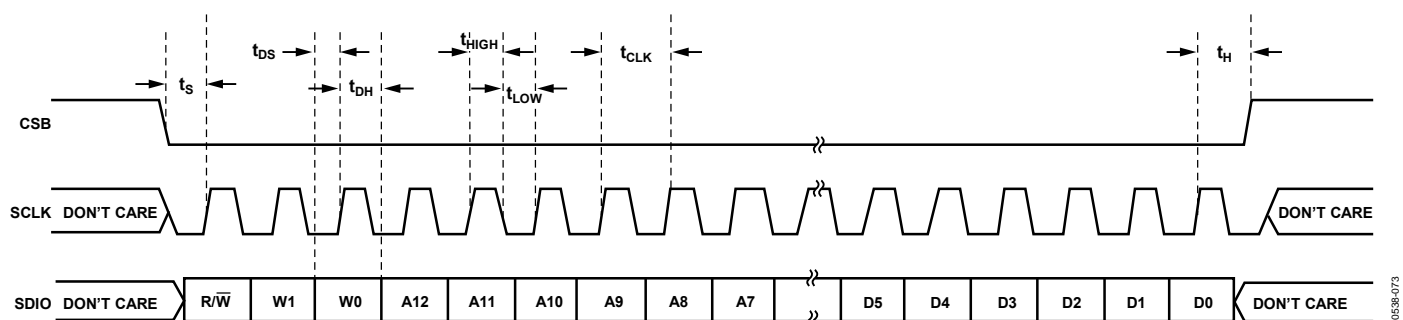 tDS
tHIGH
tCLK
tH
tS
tDH
tLOW
CSB
SCLK DON'T CARE
DON'T CARE
SDIO DON'T CARE R/W̅ W1 W0 A12 A11 A10 A9 A8 A7 D5 D4 D3 D2 D1 D0 DON'T CARE
0538-073